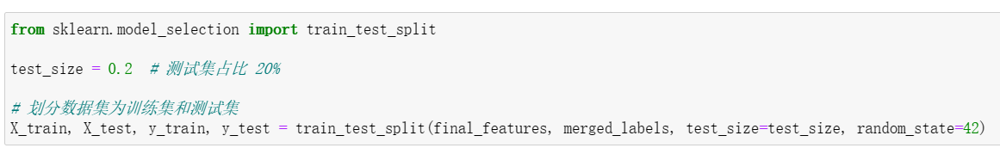 from sklearn.model_selection import train_test_split
test_size = 0.2  # 测试集占比 20%
# 划分数据集为训练集和测试集
X_train, X_test, y_train, y_test = train_test_split(final_features, merged_labels, test_size=test_size, random_state=42)